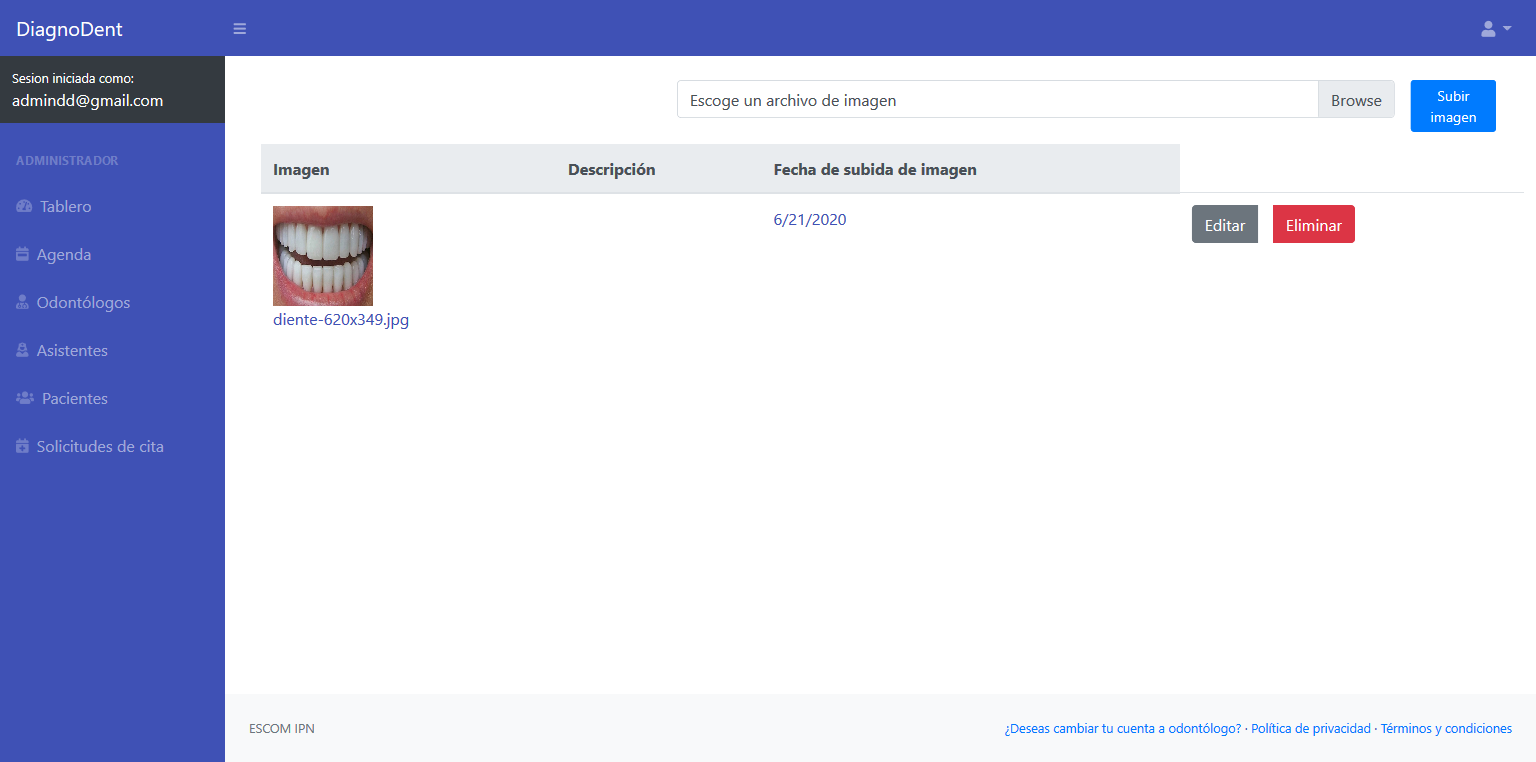 DiagnoDent
Sesion iniciada como:
admindd@gmail.com
ADMINISTRADOR
Tablero
Agenda
Odontólogos
Asistentes
Pacientes
Solicitudes de cita
Escoge un archivo de imagen
Browse
Subir
imagen
Imagen
Descripción
Fecha de subida de imagen
diente-620x349.jpg
6/21/2020
Editar
Eliminar
ESCOM IPN
¿Deseas cambiar tu cuenta a odontólogo? · Política de privacidad · Términos y condiciones